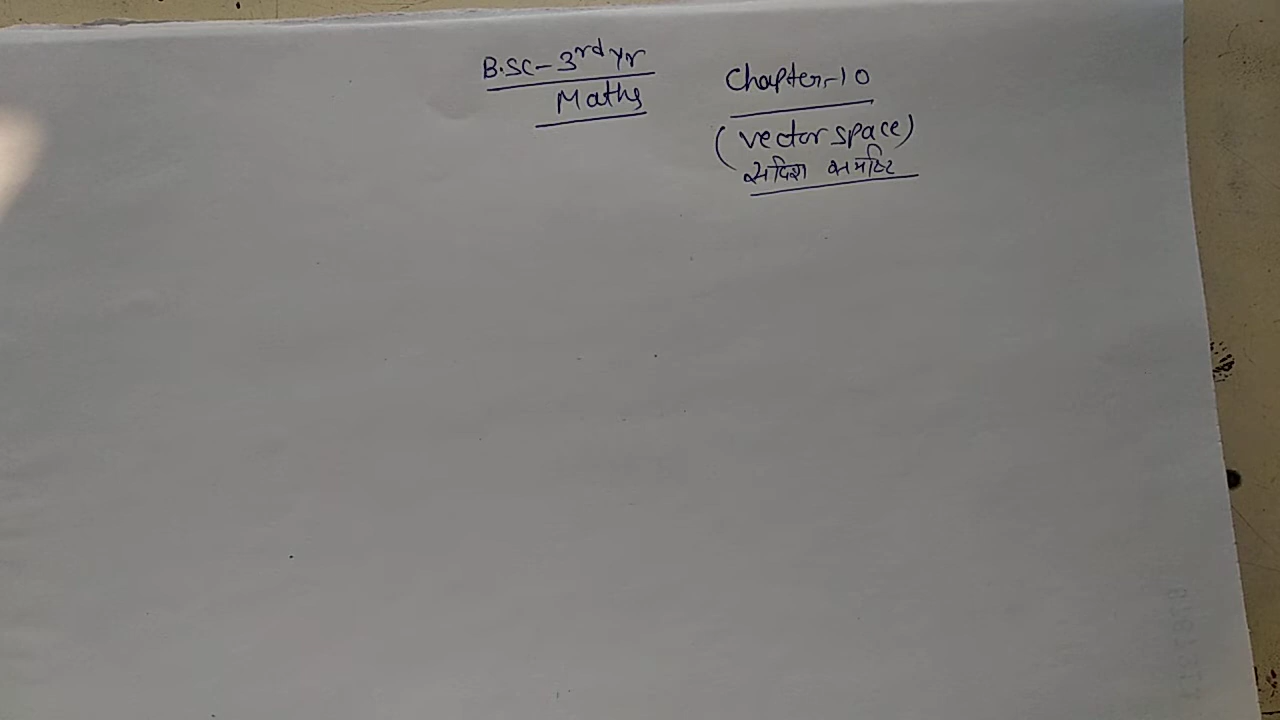 B.SC- 3rd Yr
Maths
Chapter-10
(vector space)
सदिश समष्टि